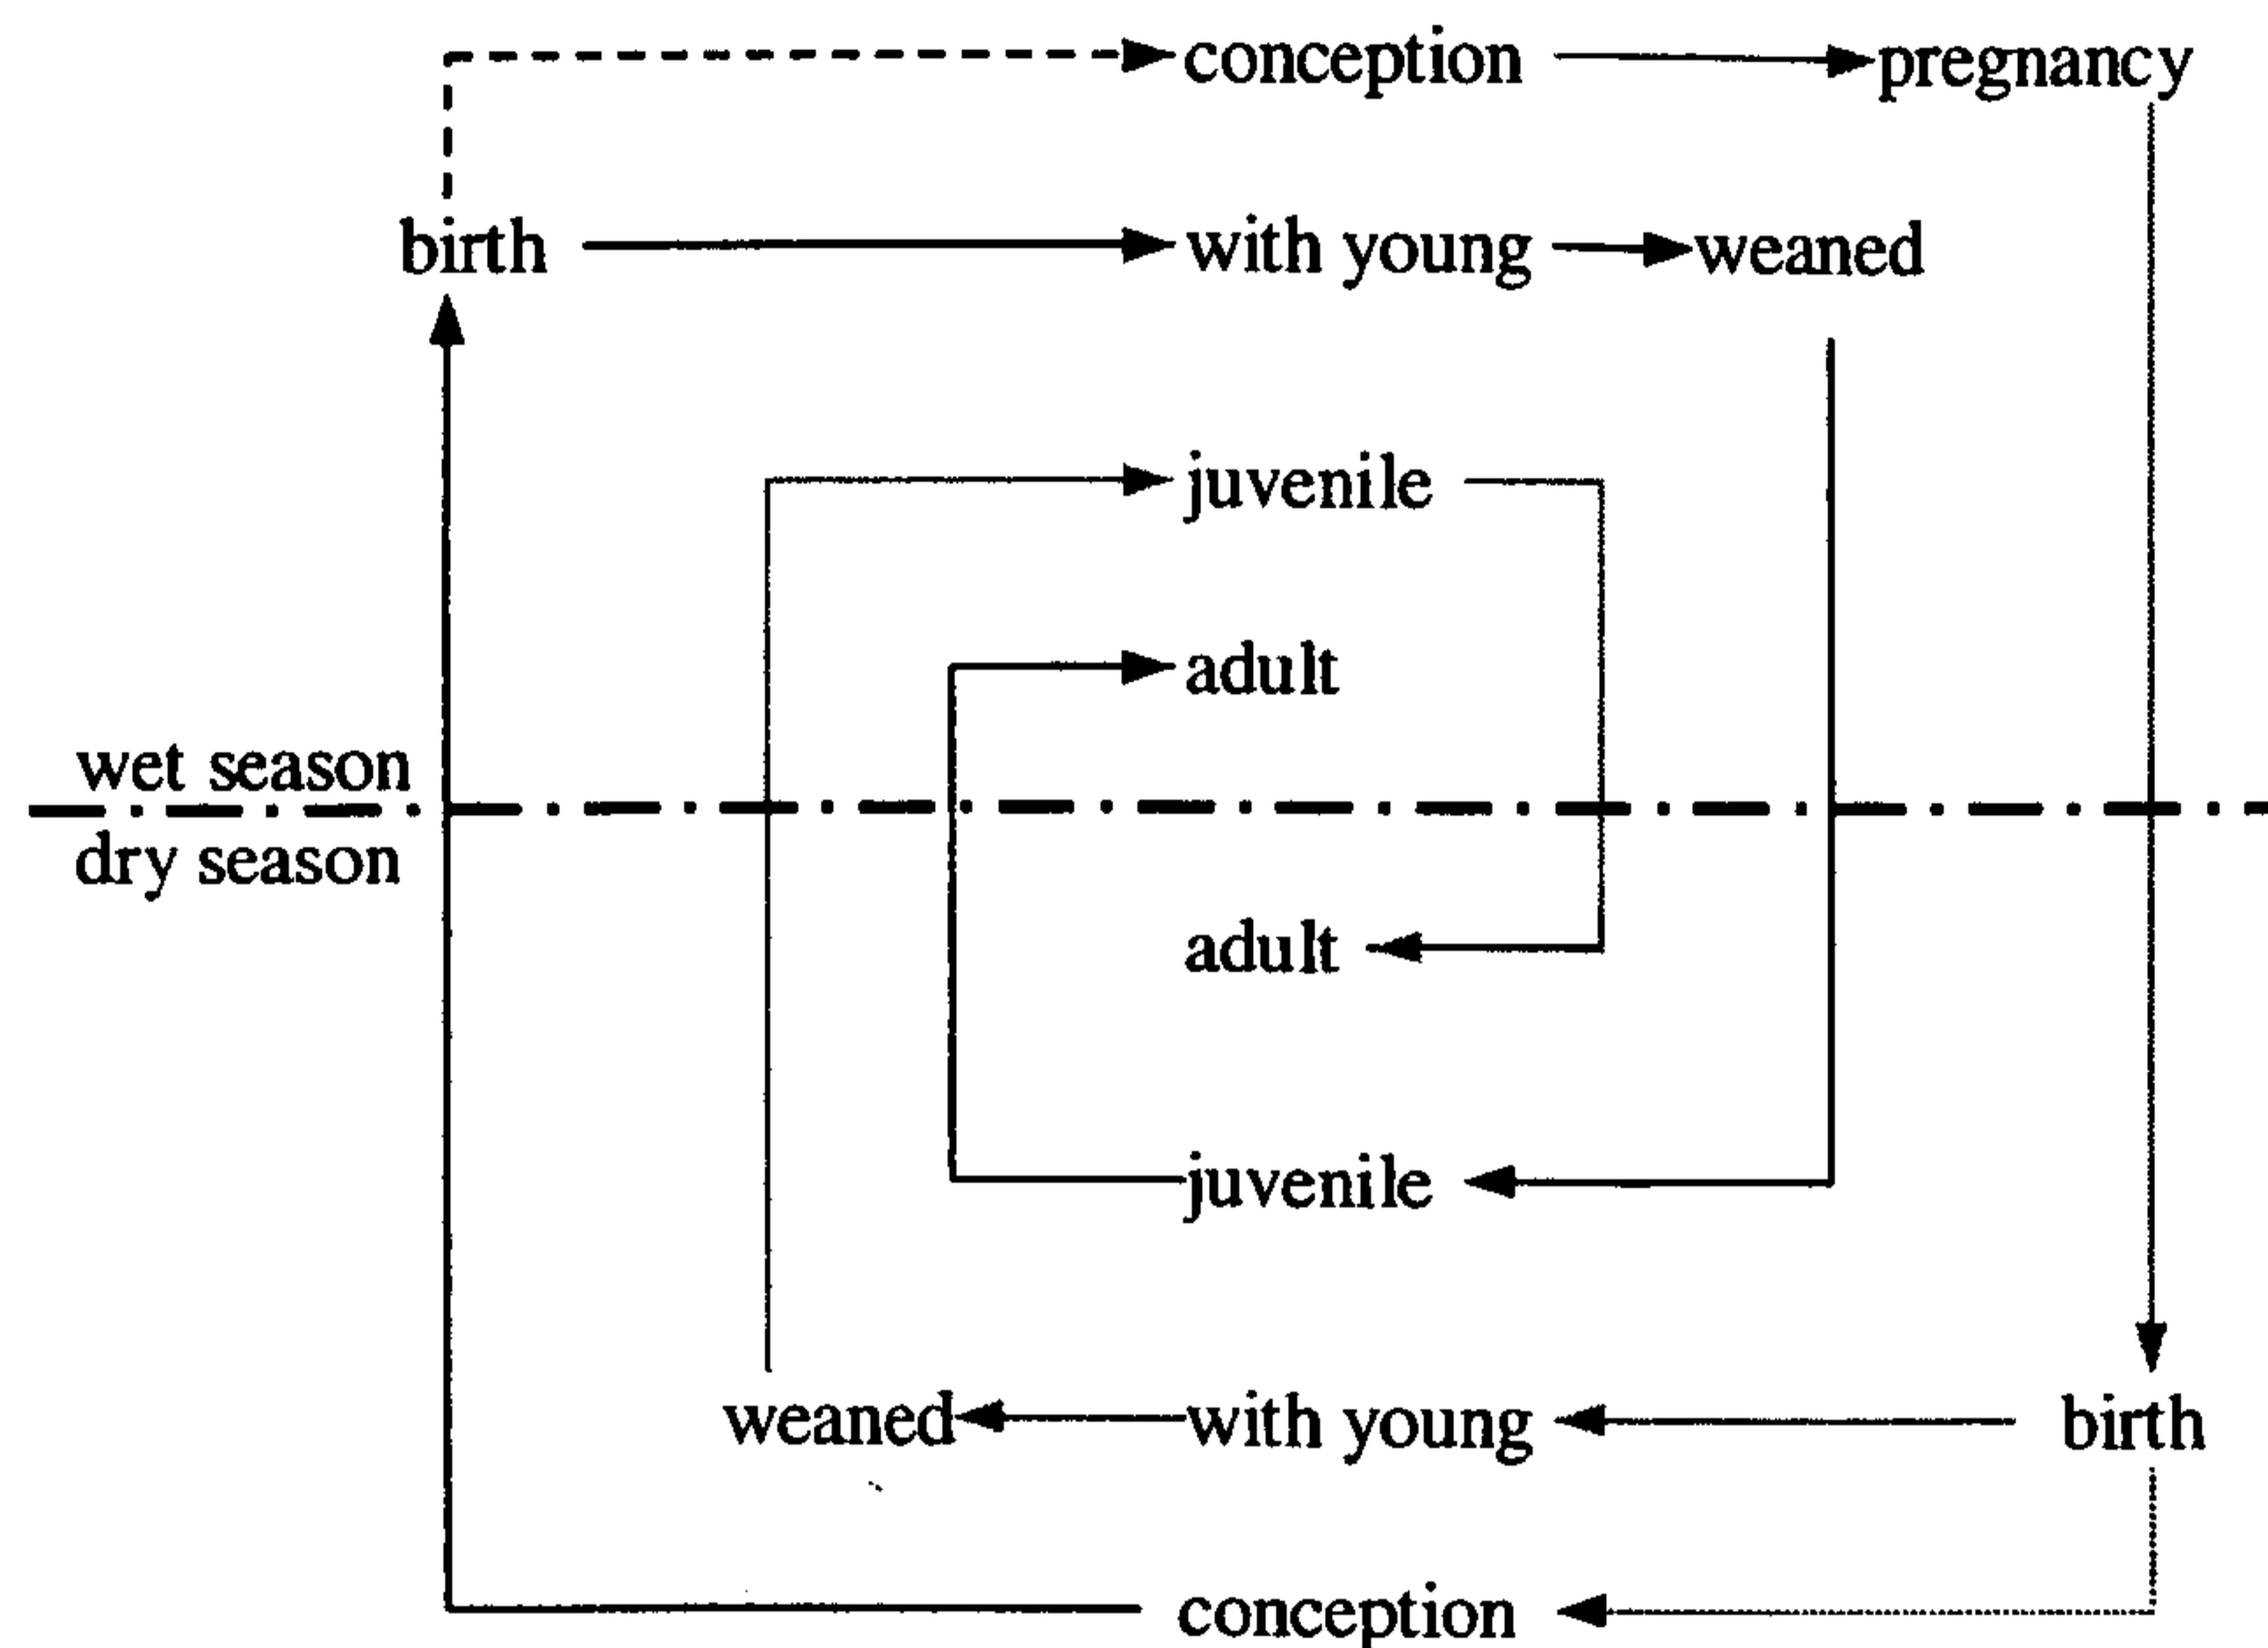 conception pregnancy
birth with young weaned
juvenile
adult
wet season
dry season
adult
juvenile
weaned with young birth
conception